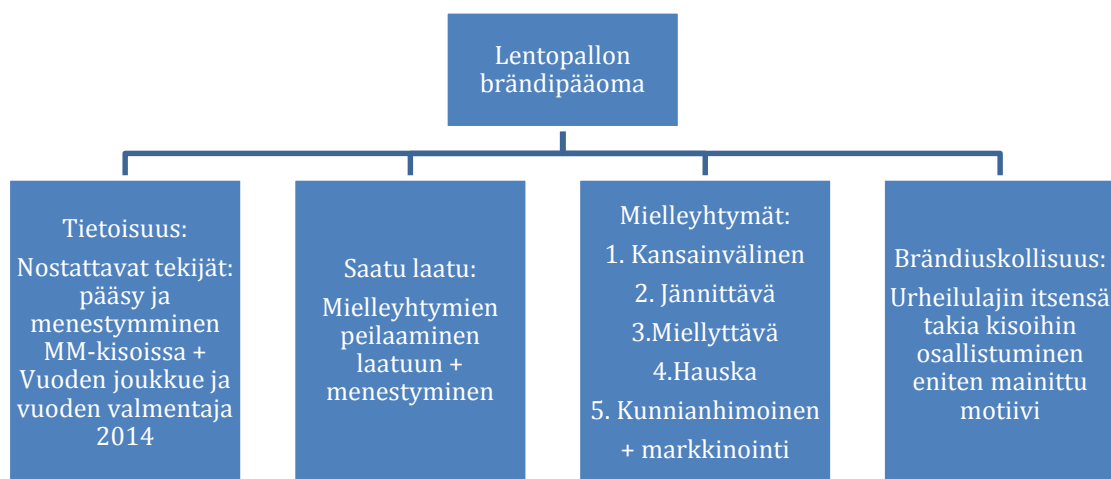 Lentopallon
brändipääoma
Tietoisuus:
Nostattavat tekijät:
pääsy ja
menestymminen
MM-kisoissa +
Vuoden joukkue ja
vuoden valmentaja
2014
Saatu laatu:
Mielleyhtymien
peilaaminen
laatuun +
menestyminen
Mielleyhtymät:
1. Kansainvälinen
2. Jännittävä
3.Miellyttävä
4.Hauska
5. Kunnianhimoinen
+ markkinointi
Brändiuskollisuus:
Urheilulajin itsensä
takia kisoihin
osallistuminen
eniten mainittu
motiivi